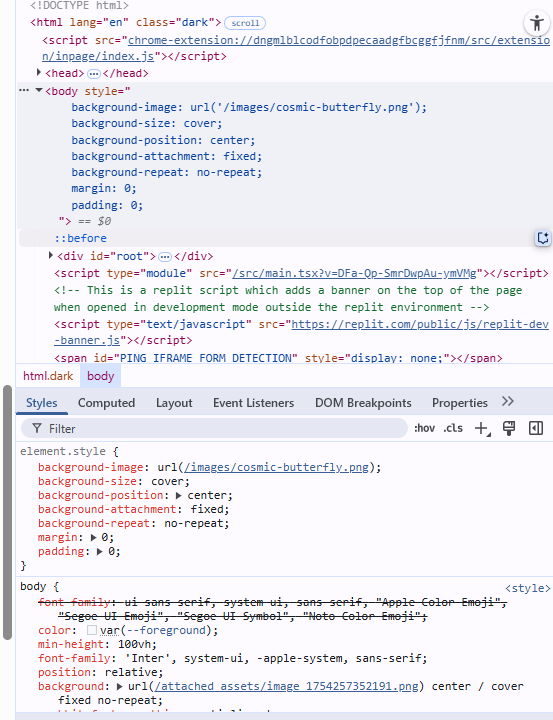 <!DOCTYPE html>
<html lang="en" class="dark"> scroll
<script src="chrome-extension://dngmlblcodfobpdpecaadgfbcggfjfnm/src/extensio
n/inpage/index.js"></script>
<head> ··· </head>
··· <body style="
background-image: url('/images/cosmic-butterfly.png');
background-size: cover;
background-position: center;
background-attachment: fixed;
background-repeat: no-repeat;
margin: 0;
padding: 0;
"> == $0
::before
<div id="root"> ··· </div>
<script type="module" src="/src/main.tsx?v=DFa-Qp-SmrDwpAu-ymVMg"></script>
<!-- This is a replit script which adds a banner on the top of the page
when opened in development mode outside the replit environment -->
<script type="text/javascript" src="https://replit.com/public/js/replit-dev
-banner.js"></script>
<span id="PING_IFRAME_FORM_DETECTION" style="display: none;"></span>
html.dark body
Styles Computed Layout Event Listeners DOM Breakpoints Properties
Filter :hov .cls
element.style {
background-image: url(/images/cosmic-butterfly.png);
background-size: cover;
background-position: center;
background-attachment: fixed;
background-repeat: no-repeat;
margin: 0;
padding: 0;
}
body { <style>
font-family: ui-sans-serif, system-ui, sans-serif, "Apple Color Emoji",
"Segoe UI Emoji", "Segoe UI Symbol", "Noto Color Emoji";
color: var(--foreground);
min-height: 100vh;
font-family: 'Inter', system-ui, -apple-system, sans-serif;
position: relative;
background: url(/attached_assets/image_1754257352191.png) center / cover
fixed no-repeat;